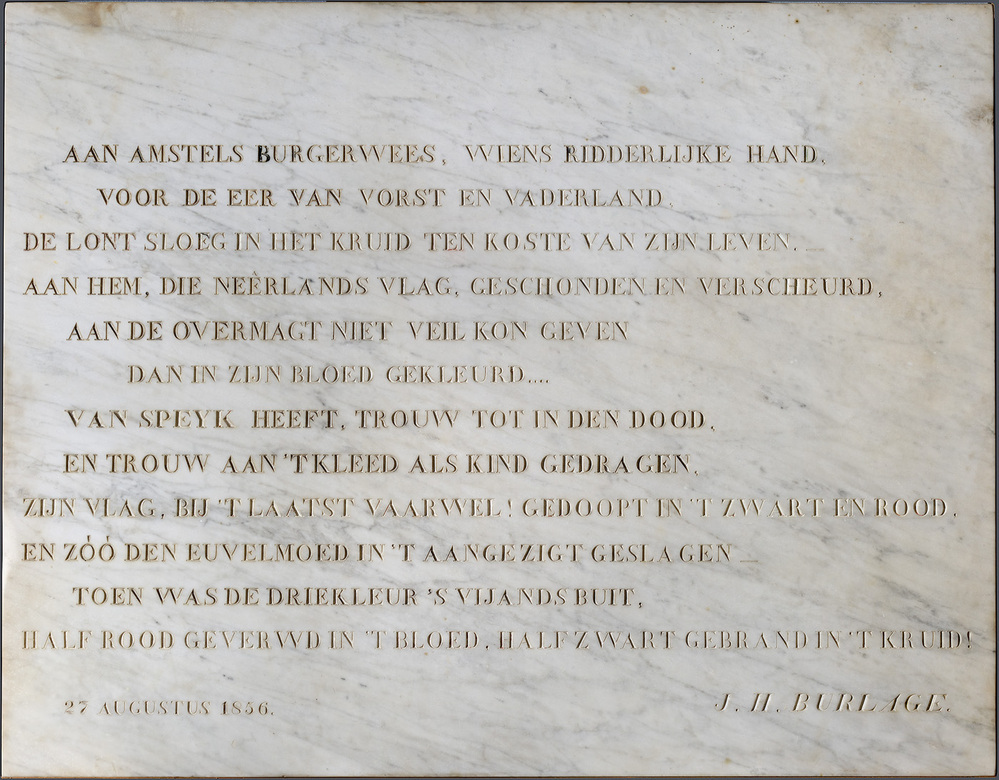 AAN AMSTELS BURGERWEES, WIENS RIDDERLIJKE HAND,
VOOR DE EER VAN VORST EN VADERLAND,
DE LONT SLOEG IN HET KRUID TEN KOSTE VAN ZIJN LEVEN. —
AAN HEM, DIE NEÊRLANDS VLAG, GESCHONDEN EN VERSCHEURD,
AAN DE OVERMAGT NIET VEIL KON GEVEN
DAN IN ZIJN BLOED GEKLEURD....
VAN SPEYK HEEFT, TROUW TOT IN DEN DOOD,
EN TROUW AAN 'T KLEED ALS KIND GEDRAGEN,
ZIJN VLAG, BIJ 'T LAATST VAARWEL! GEDOOPT IN 'T ZWART EN ROOD,
EN ZÓÓ DEN EUVELMOED IN 'T AANGEZIGT GESLAGEN —
TOEN WAS DE DRIEKLEUR 'S VIJANDS BUIT,
HALF ROOD GEVERWD IN 'T BLOED, HALF ZWART GEBRAND IN 'T KRUID!
27 AUGUSTUS 1856.
J. H. BURLAGE.